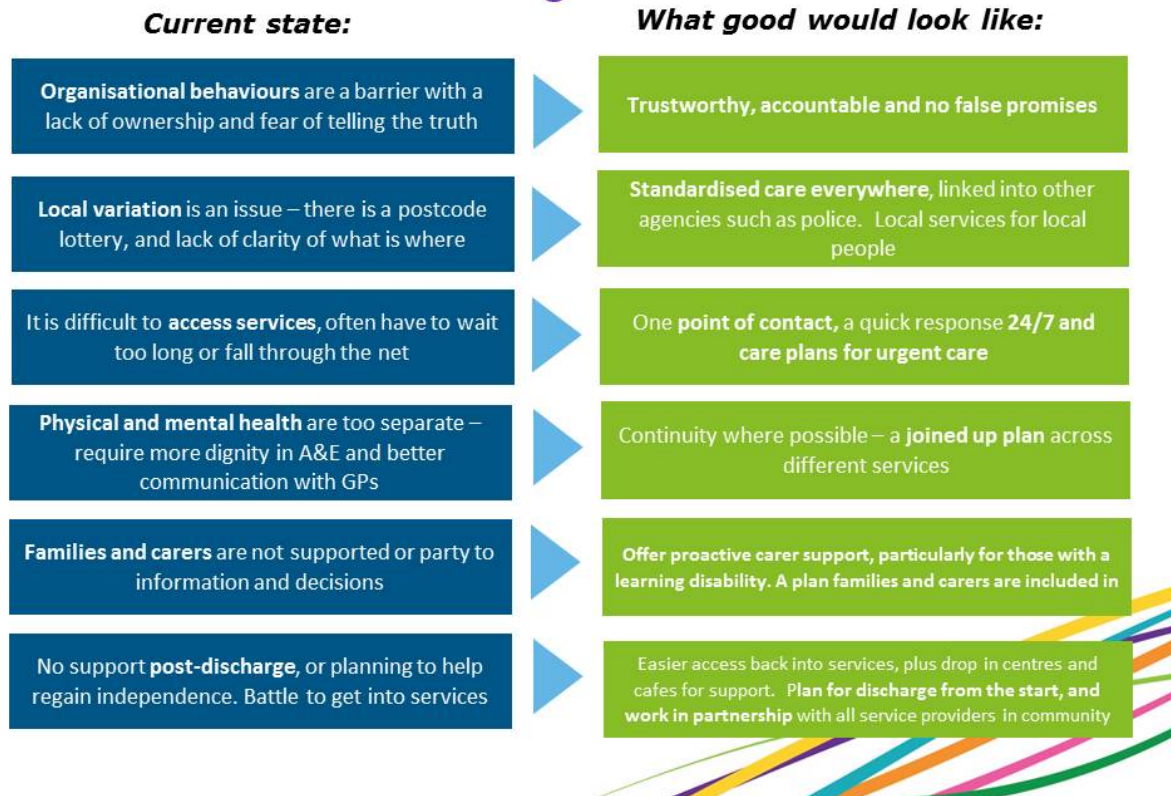 Current state:
What good would look like:
Organisational behaviours are a barrier with a
lack of ownership and fear of telling the truth
Trustworthy, accountable and no false promises
Local variation is an issue – there is a postcode
lottery, and lack of clarity of what is where
Standardised care everywhere, linked into other
agencies such as police. Local services for local
people
It is difficult to access services, often have to wait
too long or fall through the net
One point of contact, a quick response 24/7 and
care plans for urgent care
Physical and mental health are too separate –
require more dignity in A&E and better
communication with GPs
Continuity where possible – a joined up plan across
different services
Families and carers are not supported or party to
information and decisions
Offer proactive carer support, particularly for those with a
learning disability. A plan families and carers are included in
No support post-discharge, or planning to help
regain independence. Battle to get into services
Easier access back into services, plus drop in centres and
cafes for support. Plan for discharge from the start, and
work in partnership with all service providers in community